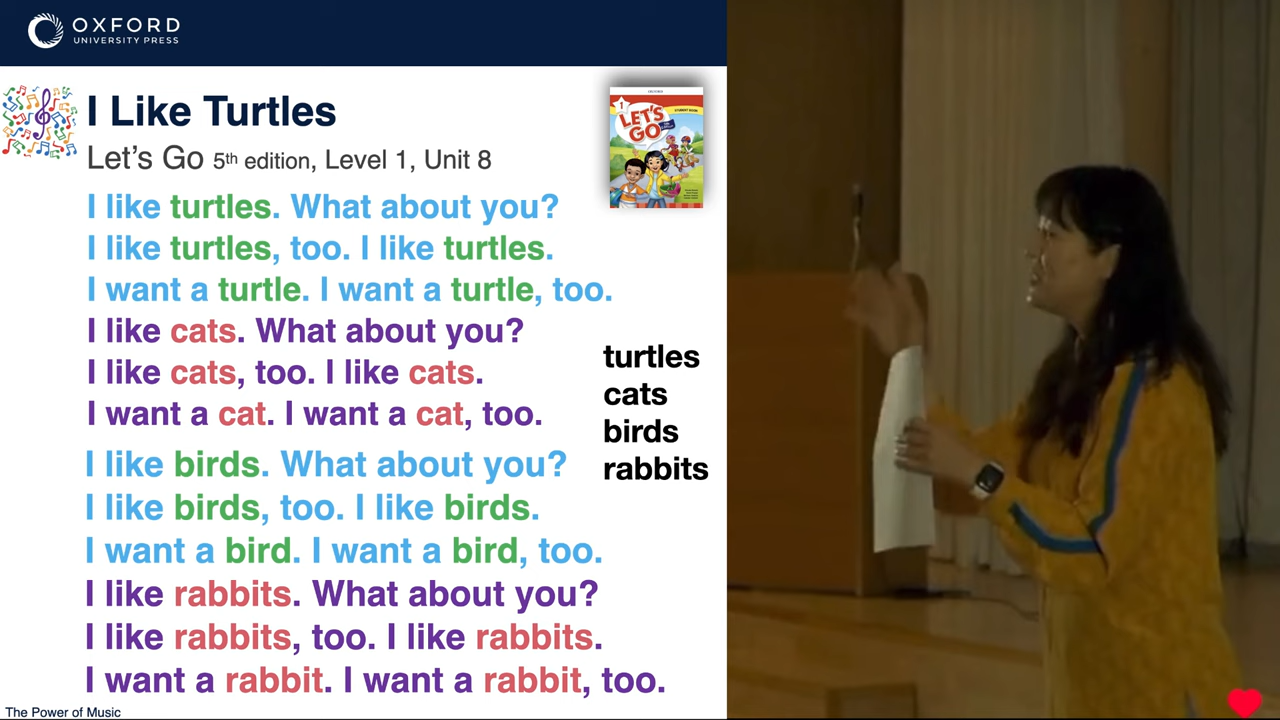 OXFORD
UNIVERSITY PRESS
I Like Turtles
Let's Go 5th edition, Level 1, Unit 8
I like turtles. What about you?
I like turtles, too. I like turtles.
I want a turtle. I want a turtle, too.
I like cats. What about you?
I like cats, too. I like cats.
I want a cat. I want a cat, too.
I like birds. What about you?
I like birds, too. I like birds.
I want a bird. I want a bird, too.
I like rabbits. What about you?
I like rabbits, too. I like rabbits.
I want a rabbit. I want a rabbit, too.
1
LET'S
GO
turtles
cats
birds
rabbits
The Power of Music